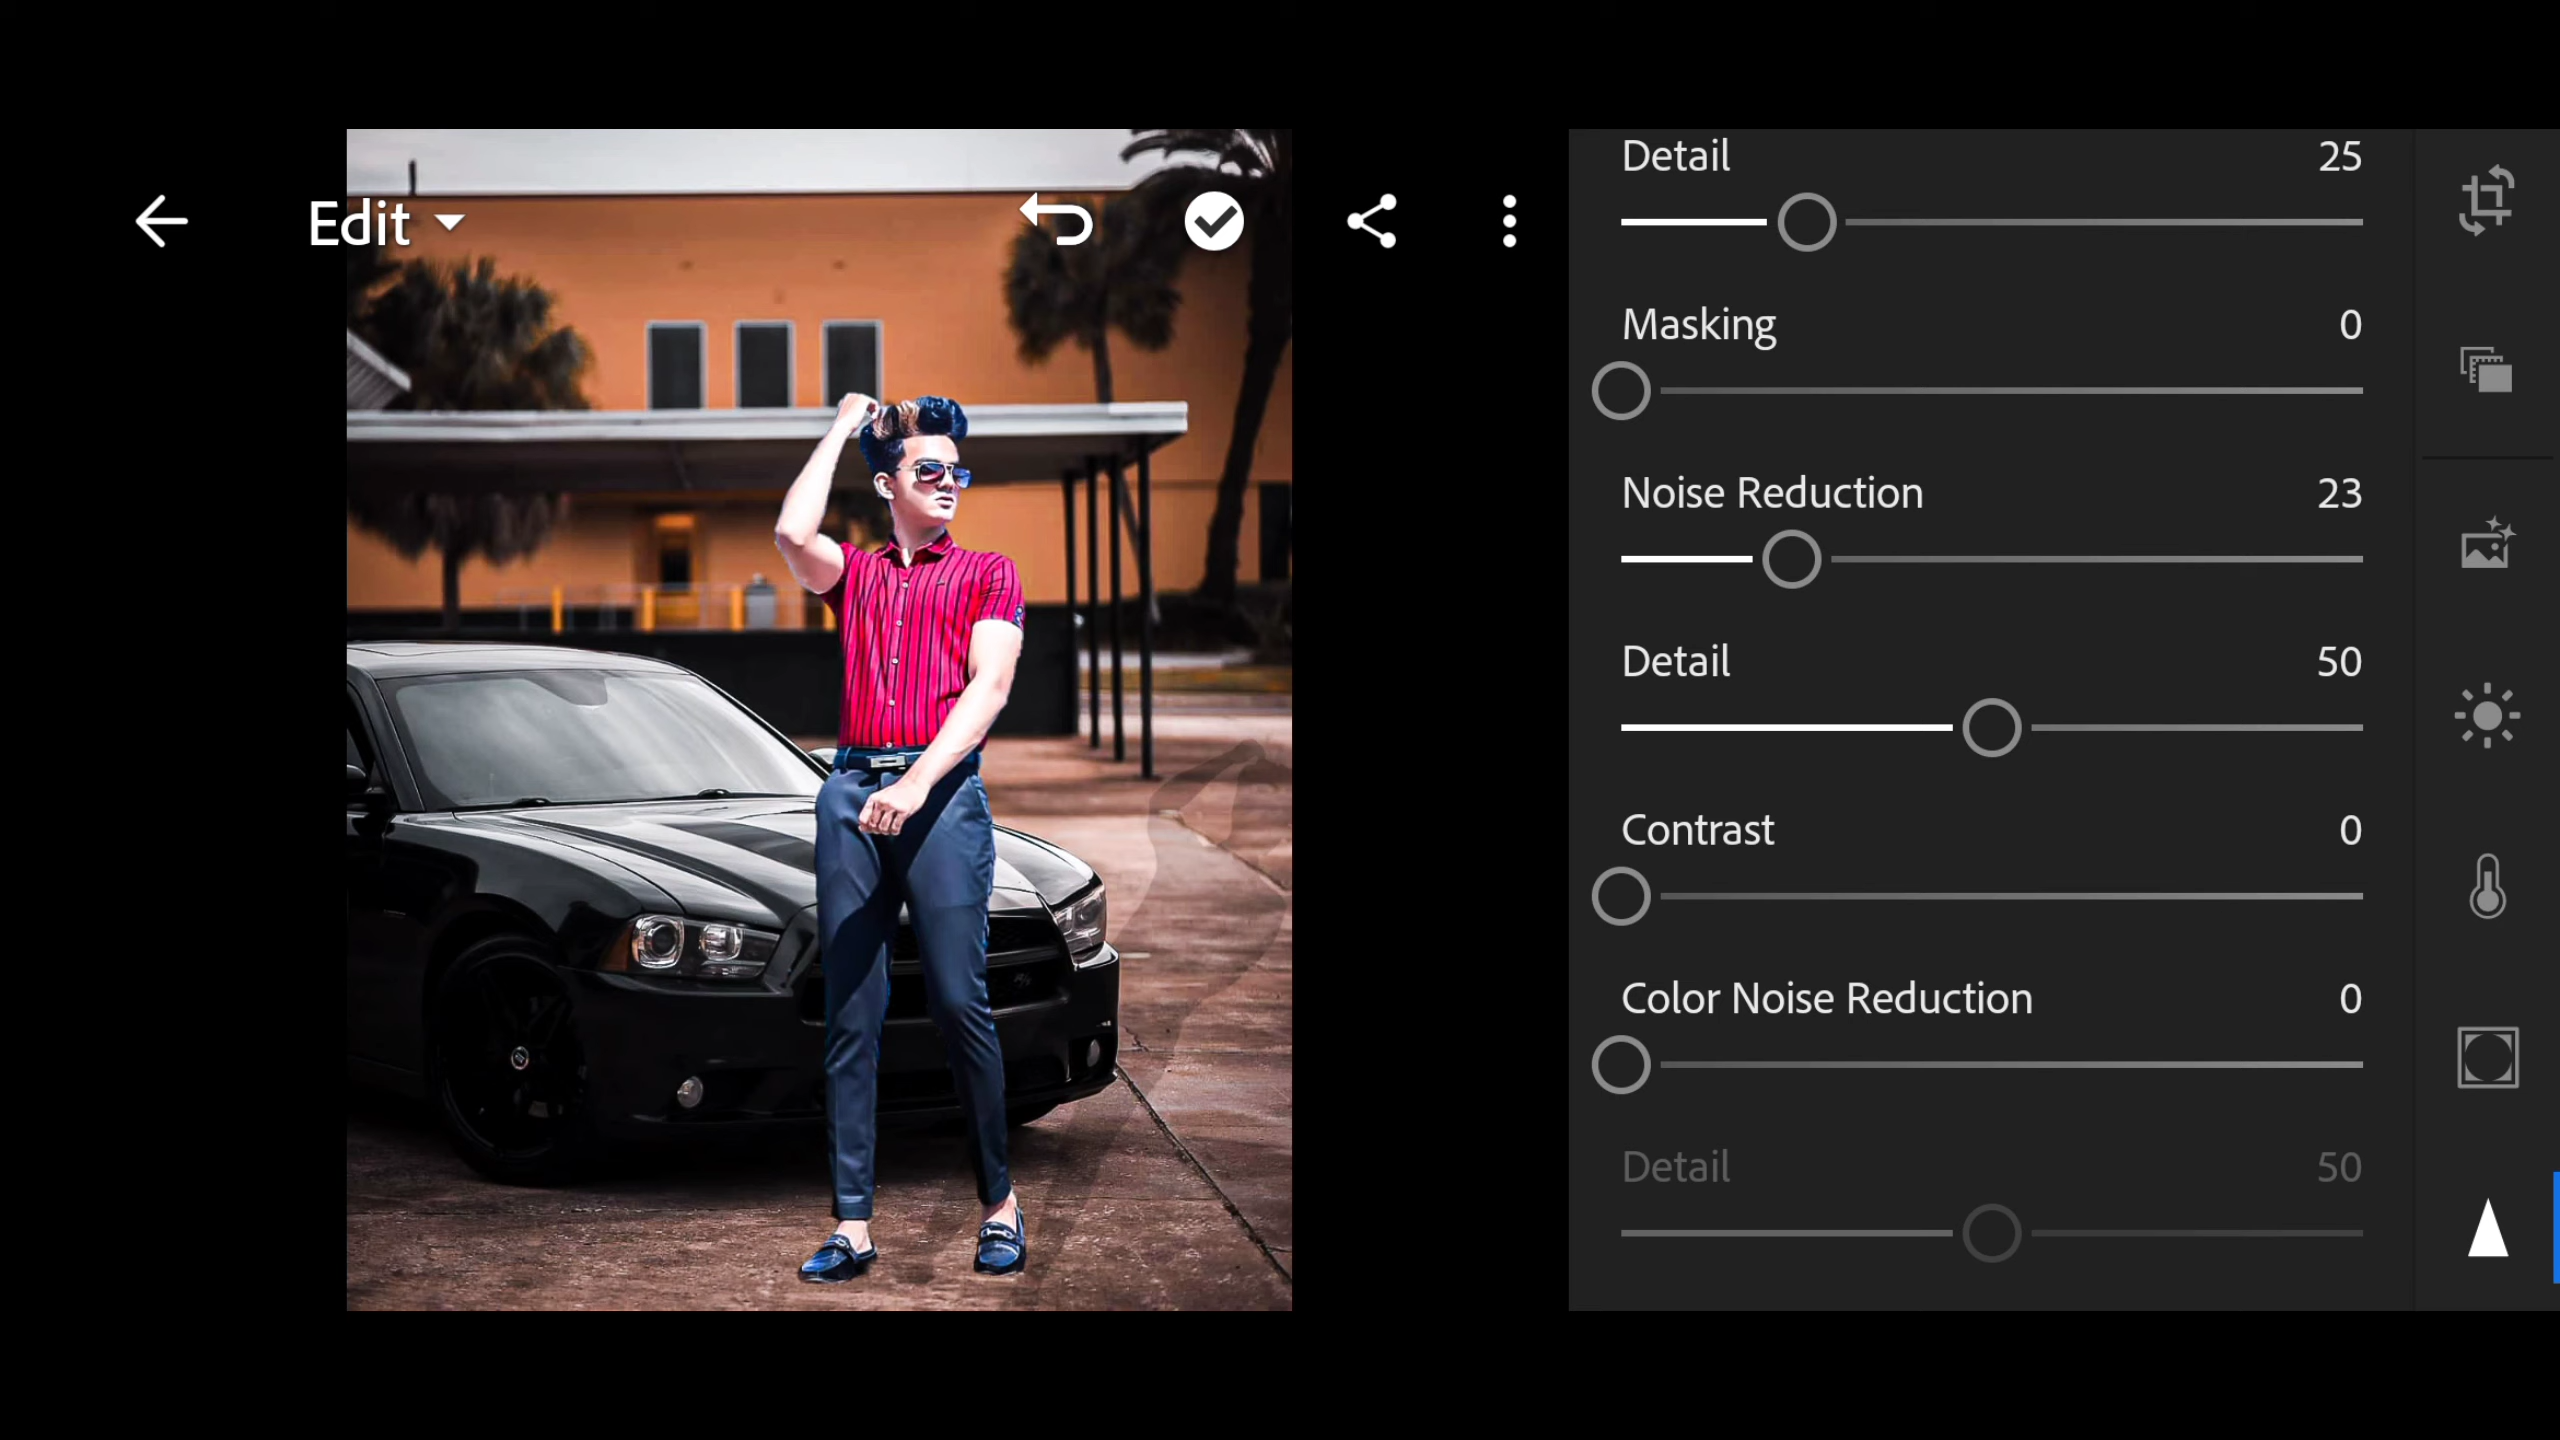 Edit
Detail 25
Masking 0
Noise Reduction 23
Detail 50
Contrast 0
Color Noise Reduction 0
Detail 50